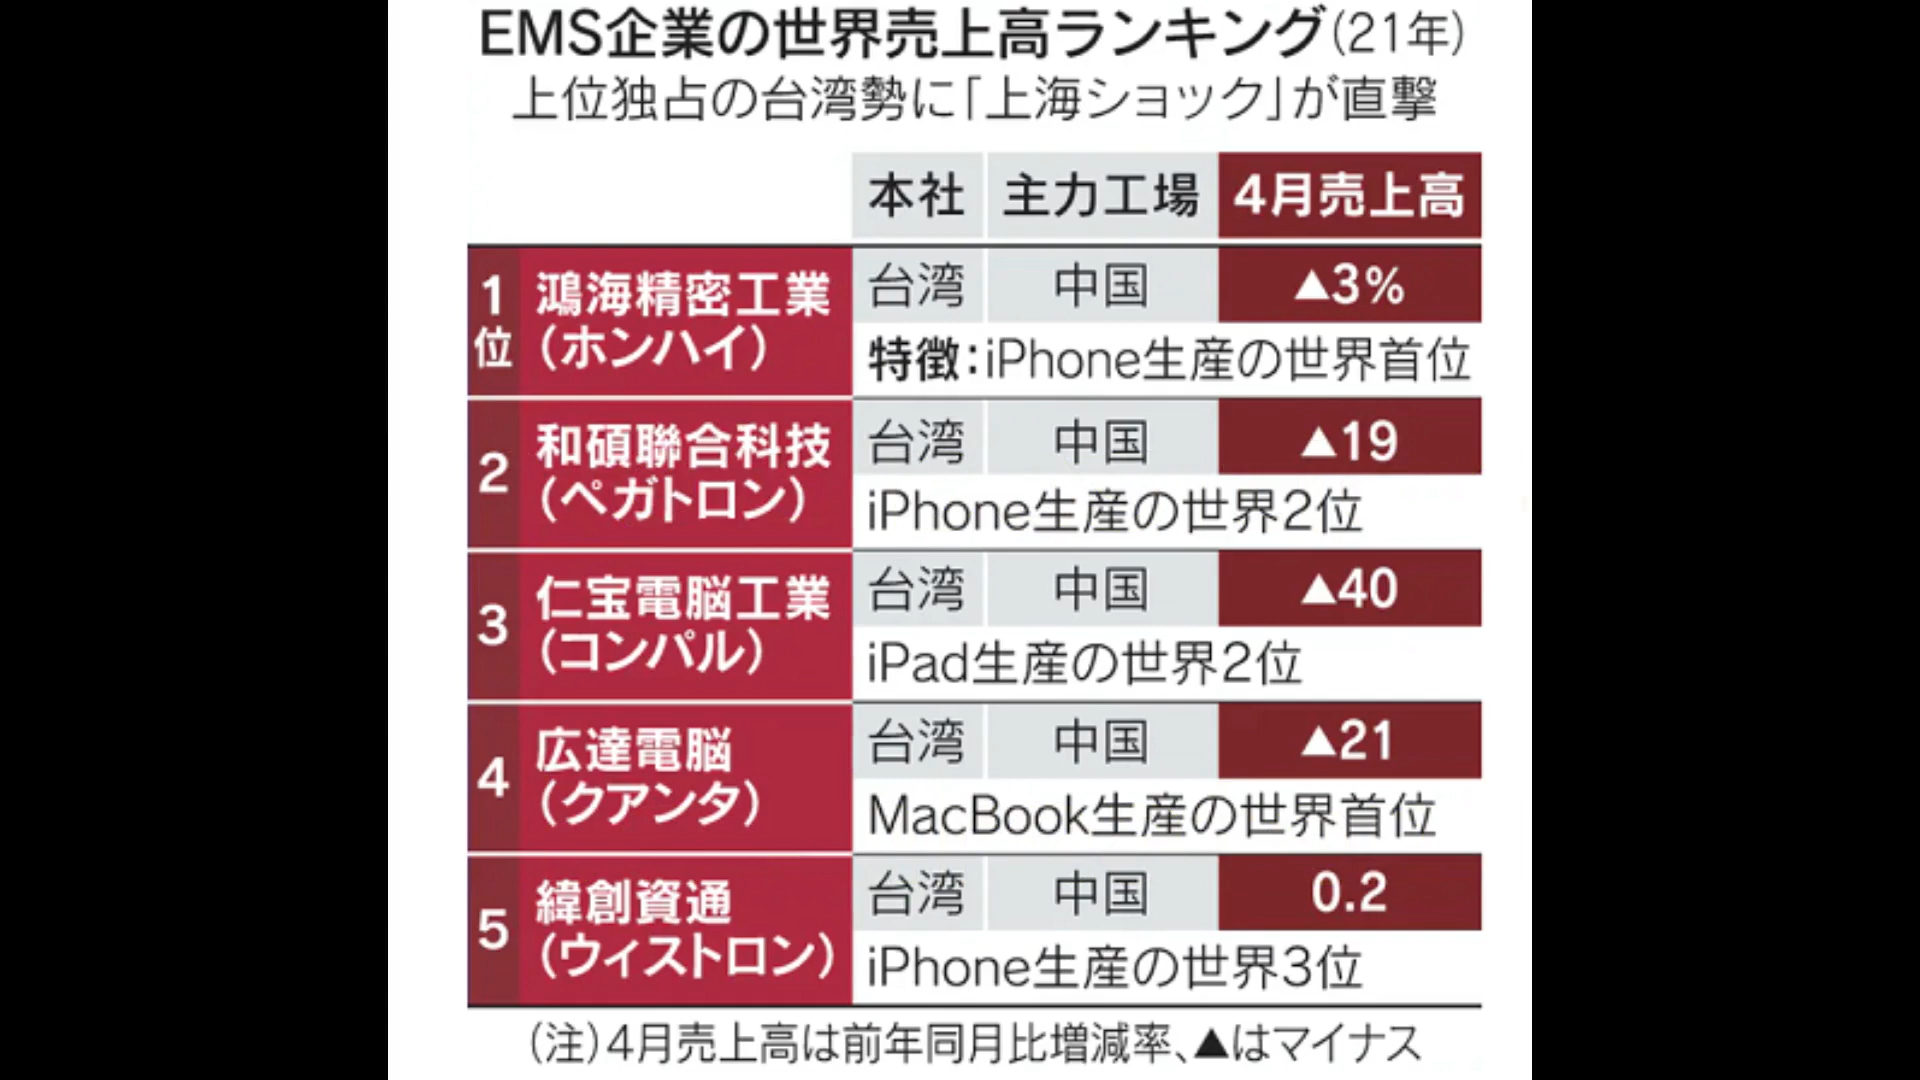 EMS企業の世界売上高ランキング(21年)
上位独占の台湾勢に「上海ショック」が直撃
本社 主力工場 4月売上高
1位 鴻海精密工業(ホンハイ) 台湾 中国 ▲3%
特徴:iPhone生産の世界首位
2 和碩聯合科技(ペガトロン) 台湾 中国 ▲19
iPhone生産の世界2位
3 仁宝電脳工業(コンパル) 台湾 中国 ▲40
iPad生産の世界2位
4 広達電脳(クアンタ) 台湾 中国 ▲21
MacBook生産の世界首位
5 緯創資通(ウィストロン) 台湾 中国 0.2
iPhone生産の世界3位
(注)4月売上高は前年同月比増減率、▲はマイナス